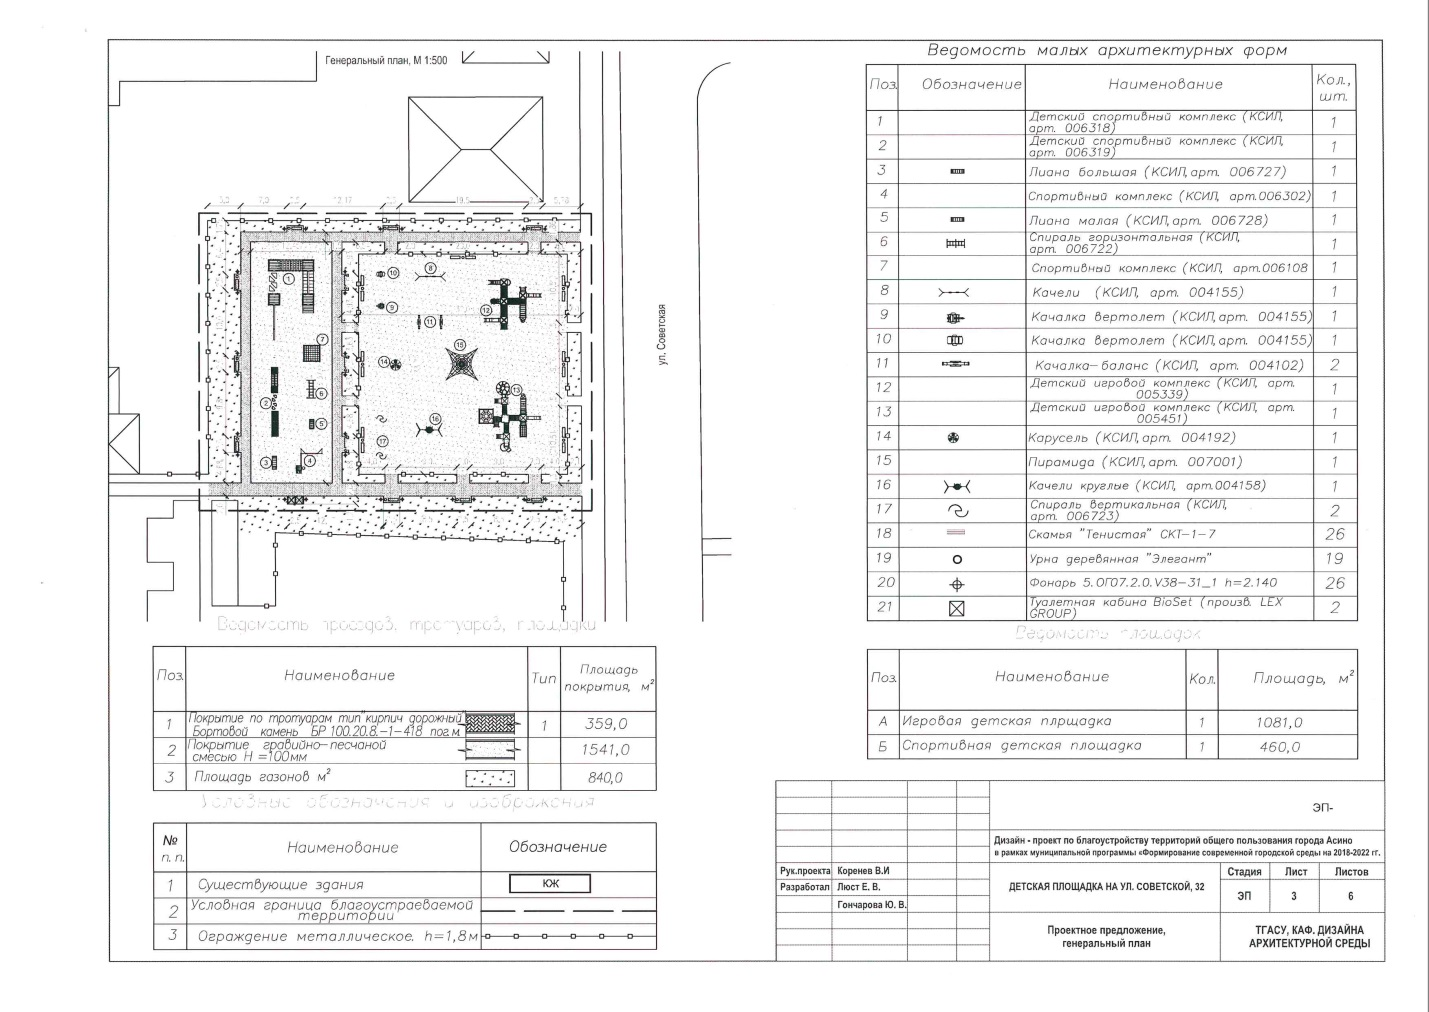 Генеральный план, М 1:500
ул. Советская
Ведомость малых архитектурных форм
Поз. Обозначение Наименование Кол., шт.
1 Детский спортивный комплекс (КСИЛ, арт. 006318) 1
2 Детский спортивный комплекс (КСИЛ, арт. 006319) 1
3 Лиана большая (КСИЛ, арт. 006727) 1
4 Спортивный комплекс (КСИЛ, арт.006302) 1
5 Лиана малая (КСИЛ, арт. 006728) 1
6 Спираль горизонтальная (КСИЛ, арт. 006722) 1
7 Спортивный комплекс (КСИЛ, арт.006108 1
8 Качели (КСИЛ, арт. 004155) 1
9 Качалка вертолет (КСИЛ, арт. 004155) 1
10 Качалка вертолет (КСИЛ, арт. 004155) 1
11 Качалка-баланс (КСИЛ, арт. 004102) 2
12 Детский игровой комплекс (КСИЛ, арт. 005339) 1
13 Детский игровой комплекс (КСИЛ, арт. 005451) 1
14 Карусель (КСИЛ, арт. 004192) 1
15 Пирамида (КСИЛ, арт. 007001) 1
16 Качели круглые (КСИЛ, арт.004158) 1
17 Спираль вертикальная (КСИЛ, арт. 006723) 2
18 Скамья "Тенистая" СКТ-1-7 26
19 Урна деревянная "Элегант" 19
20 Фонарь 5.ОГ07.2.0.V38-31_1 h=2.140 26
21 Туалетная кабина BioSet (произв. LEX GROUP) 2
Ведомость проездов, тротуаров, площадки
Поз. Наименование Тип Площадь покрытия, м²
1 Покрытие по тротуарам тип"кирпич дорожный" Бортовой камень БР 100.20.8.-1-418 пог.м. 1 359,0
2 Покрытие гравийно-песчаной смесью Н =100мм 1541,0
3 Площадь газонов м² 840,0
Условные обозначения и изображения
№ п. п. Наименование Обозначение
1 Существующие здания КЖ
2 Условная граница благоустраеваемой территории
3 Ограждение металлическое. h=1,8м
Ведомость площадок
Поз. Наименование Кол. Площадь, м²
А Игровая детская плрщадка 1 1081,0
Б Спортивная детская площадка 1 460,0
ЭП-
Дизайн - проект по благоустройству территорий общего пользования города Асино
в рамках муниципальной программы «Формирование современной городской среды на 2018-2022 гг.
Рук.проекта Коренев В.И
Разработал Люст Е. В.
Гончарова Ю. В.
ДЕТСКАЯ ПЛОЩАДКА НА УЛ. СОВЕТСКОЙ, 32
Стадия Лист Листов
ЭП 3 6
Проектное предложение,
генеральный план
ТГАСУ, КАФ. ДИЗАЙНА
АРХИТЕКТУРНОЙ СРЕДЫ